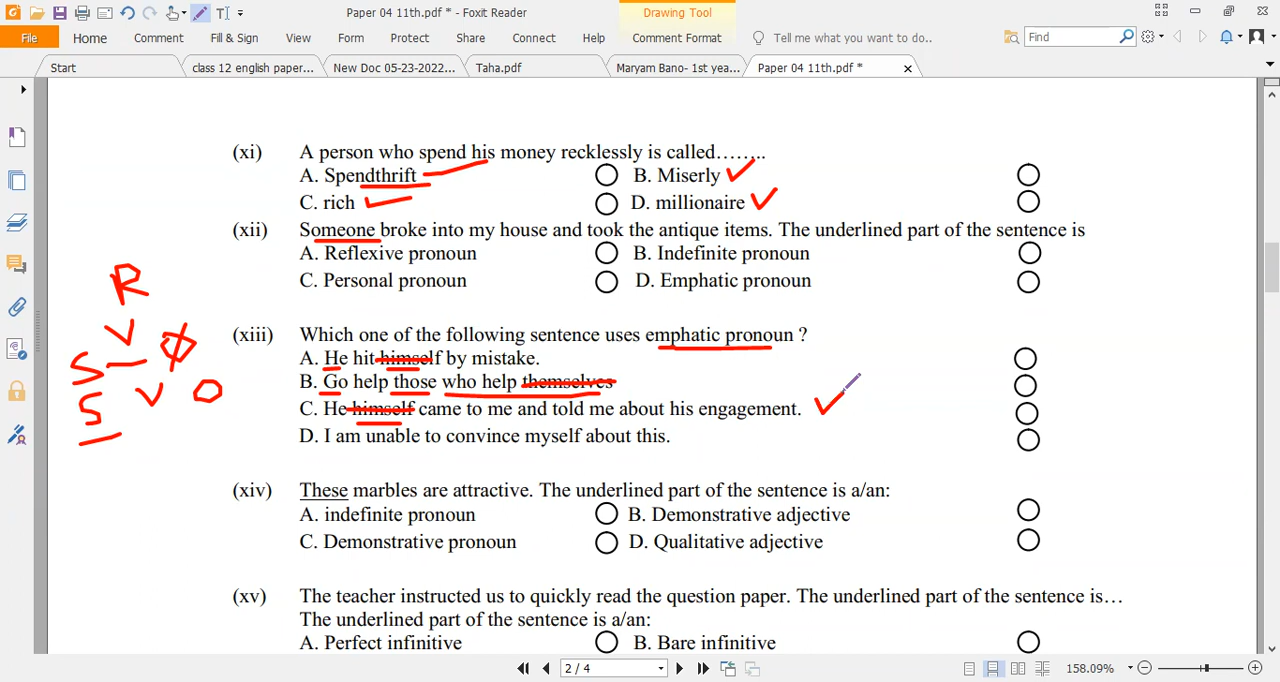 Paper 04 11th.pdf * - Foxit Reader
Drawing Tool
File Home Comment Fill & Sign View Form Protect Share Connect Help Comment Format Tell me what you want to do.. Find
Start class 12 english paper... New Doc 05-23-2022... Taha.pdf Maryam Bano- 1st yea... Paper 04 11th.pdf *
(xi) A person who spend his money recklessly is called……..
A. Spendthrift B. Miserly
C. rich D. millionaire
(xii) Someone broke into my house and took the antique items. The underlined part of the sentence is
A. Reflexive pronoun B. Indefinite pronoun
C. Personal pronoun D. Emphatic pronoun
R
V
S O
S V O
(xiii) Which one of the following sentence uses emphatic pronoun ?
A. He hit himself by mistake.
B. Go help those who help themselves
C. He himself came to me and told me about his engagement.
D. I am unable to convince myself about this.
(xiv) These marbles are attractive. The underlined part of the sentence is a/an:
A. indefinite pronoun B. Demonstrative adjective
C. Demonstrative pronoun D. Qualitative adjective
(xv) The teacher instructed us to quickly read the question paper. The underlined part of the sentence is…
The underlined part of the sentence is a/an:
A. Perfect infinitive B. Bare infinitive
2 / 4 158.09%